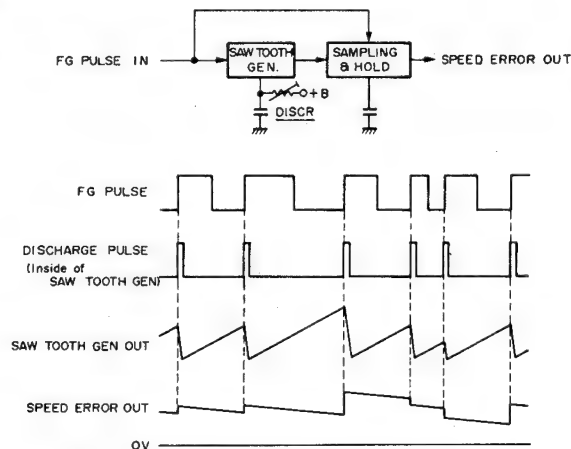 FG PULSE IN
SAW TOOTH
GEN.
SAMPLING
& HOLD
SPEED ERROR OUT
+B
DISCR
FG PULSE
DISCHARGE PULSE
(Inside of
SAW TOOTH GEN)
SAW TOOTH GEN OUT
SPEED ERROR OUT
OV